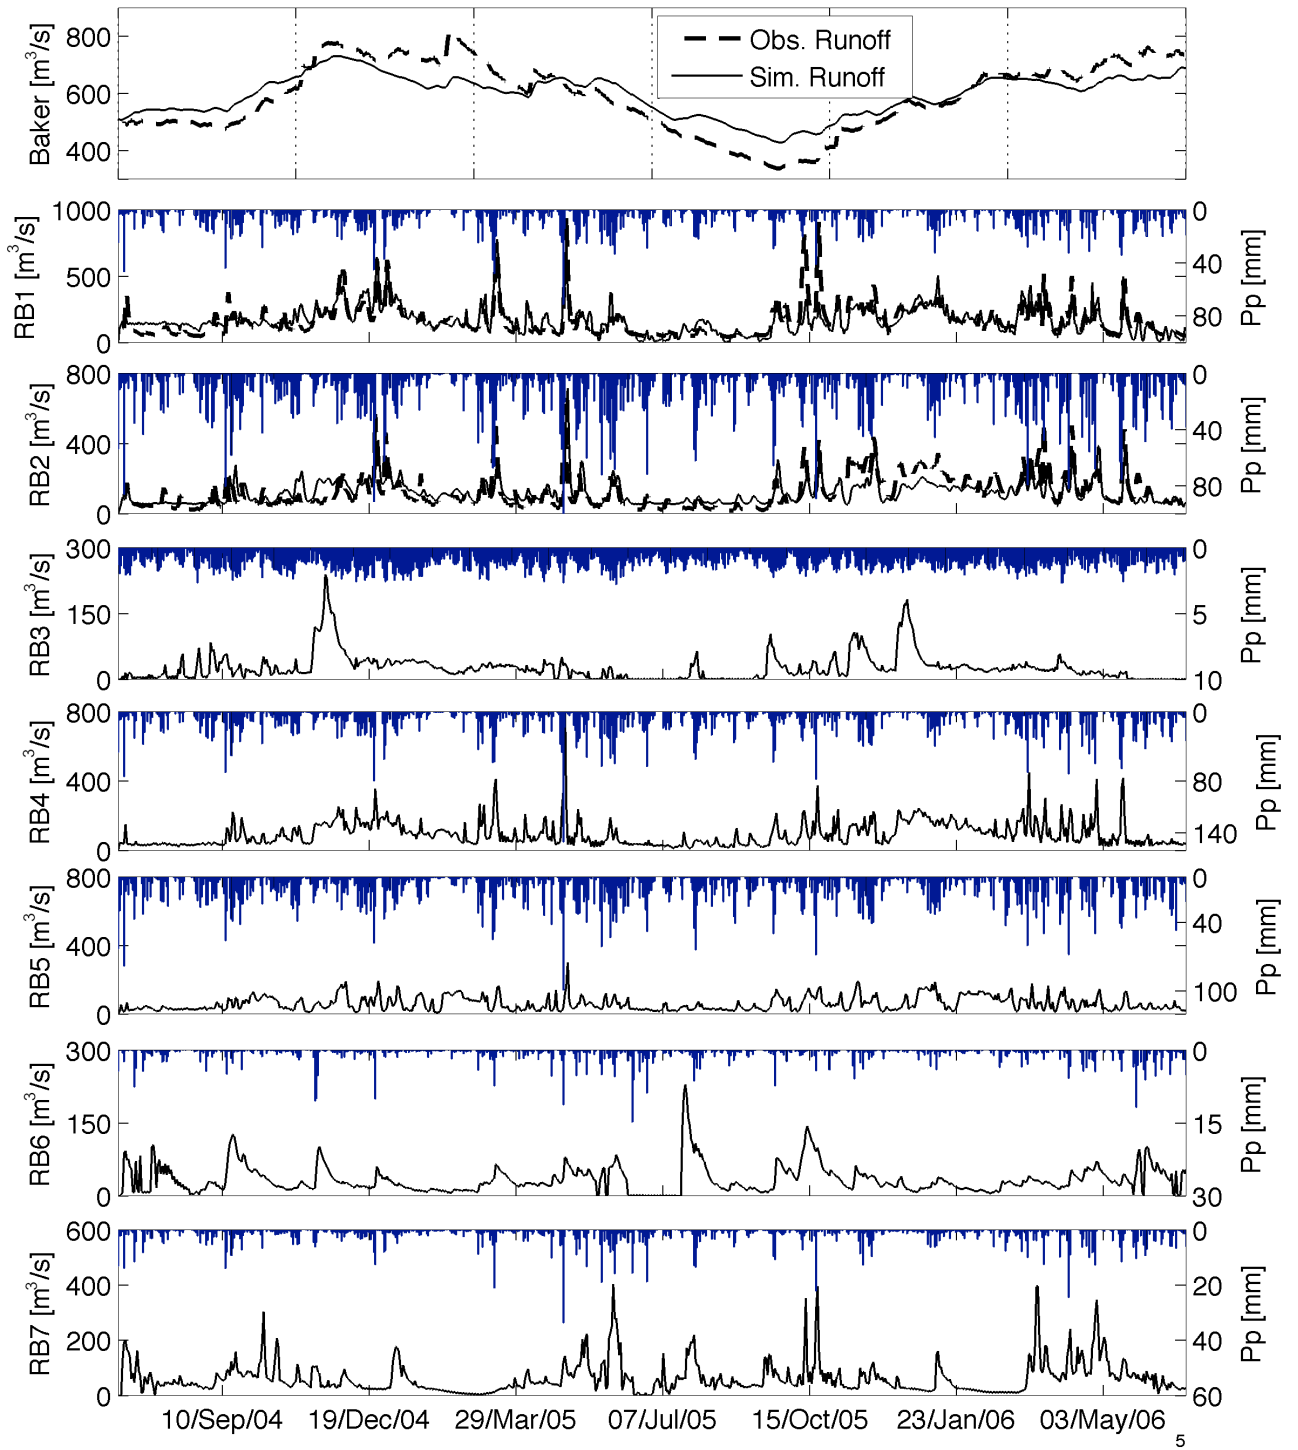 Baker [m³/s]
800
600
400
Obs. Runoff
Sim. Runoff
RB1 [m³/s]
1000
500
0
0
40
80
Pp [mm]
RB2 [m³/s]
800
400
0
0
40
80
Pp [mm]
RB3 [m³/s]
300
150
0
0
5
10
Pp [mm]
RB4 [m³/s]
800
400
0
0
80
140
Pp [mm]
RB5 [m³/s]
800
400
0
0
40
100
Pp [mm]
RB6 [m³/s]
300
150
0
0
15
30
Pp [mm]
RB7 [m³/s]
600
400
200
0
0
20
40
60
Pp [mm]
10/Sep/04 19/Dec/04 29/Mar/05 07/Jul/05 15/Oct/05 23/Jan/06 03/May/06
5